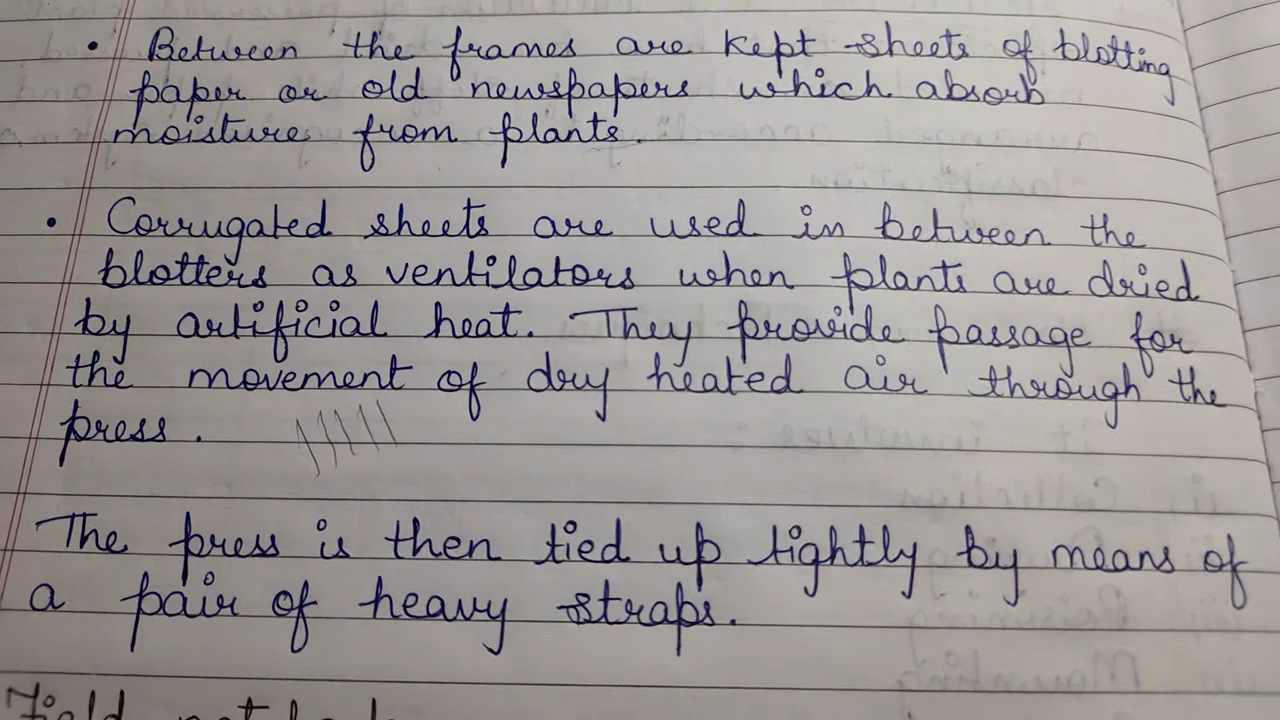 • Between the frames are kept sheets of blotting
paper or old newspapers which absorb
moisture from plants.
• Corrugated sheets are used in between the
blotters as ventilators when plants are dried
by artificial heat. They provide passage for
the movement of dry heated air through the
press.
The press is then tied up tightly by means of
a pair of heavy straps.
Field